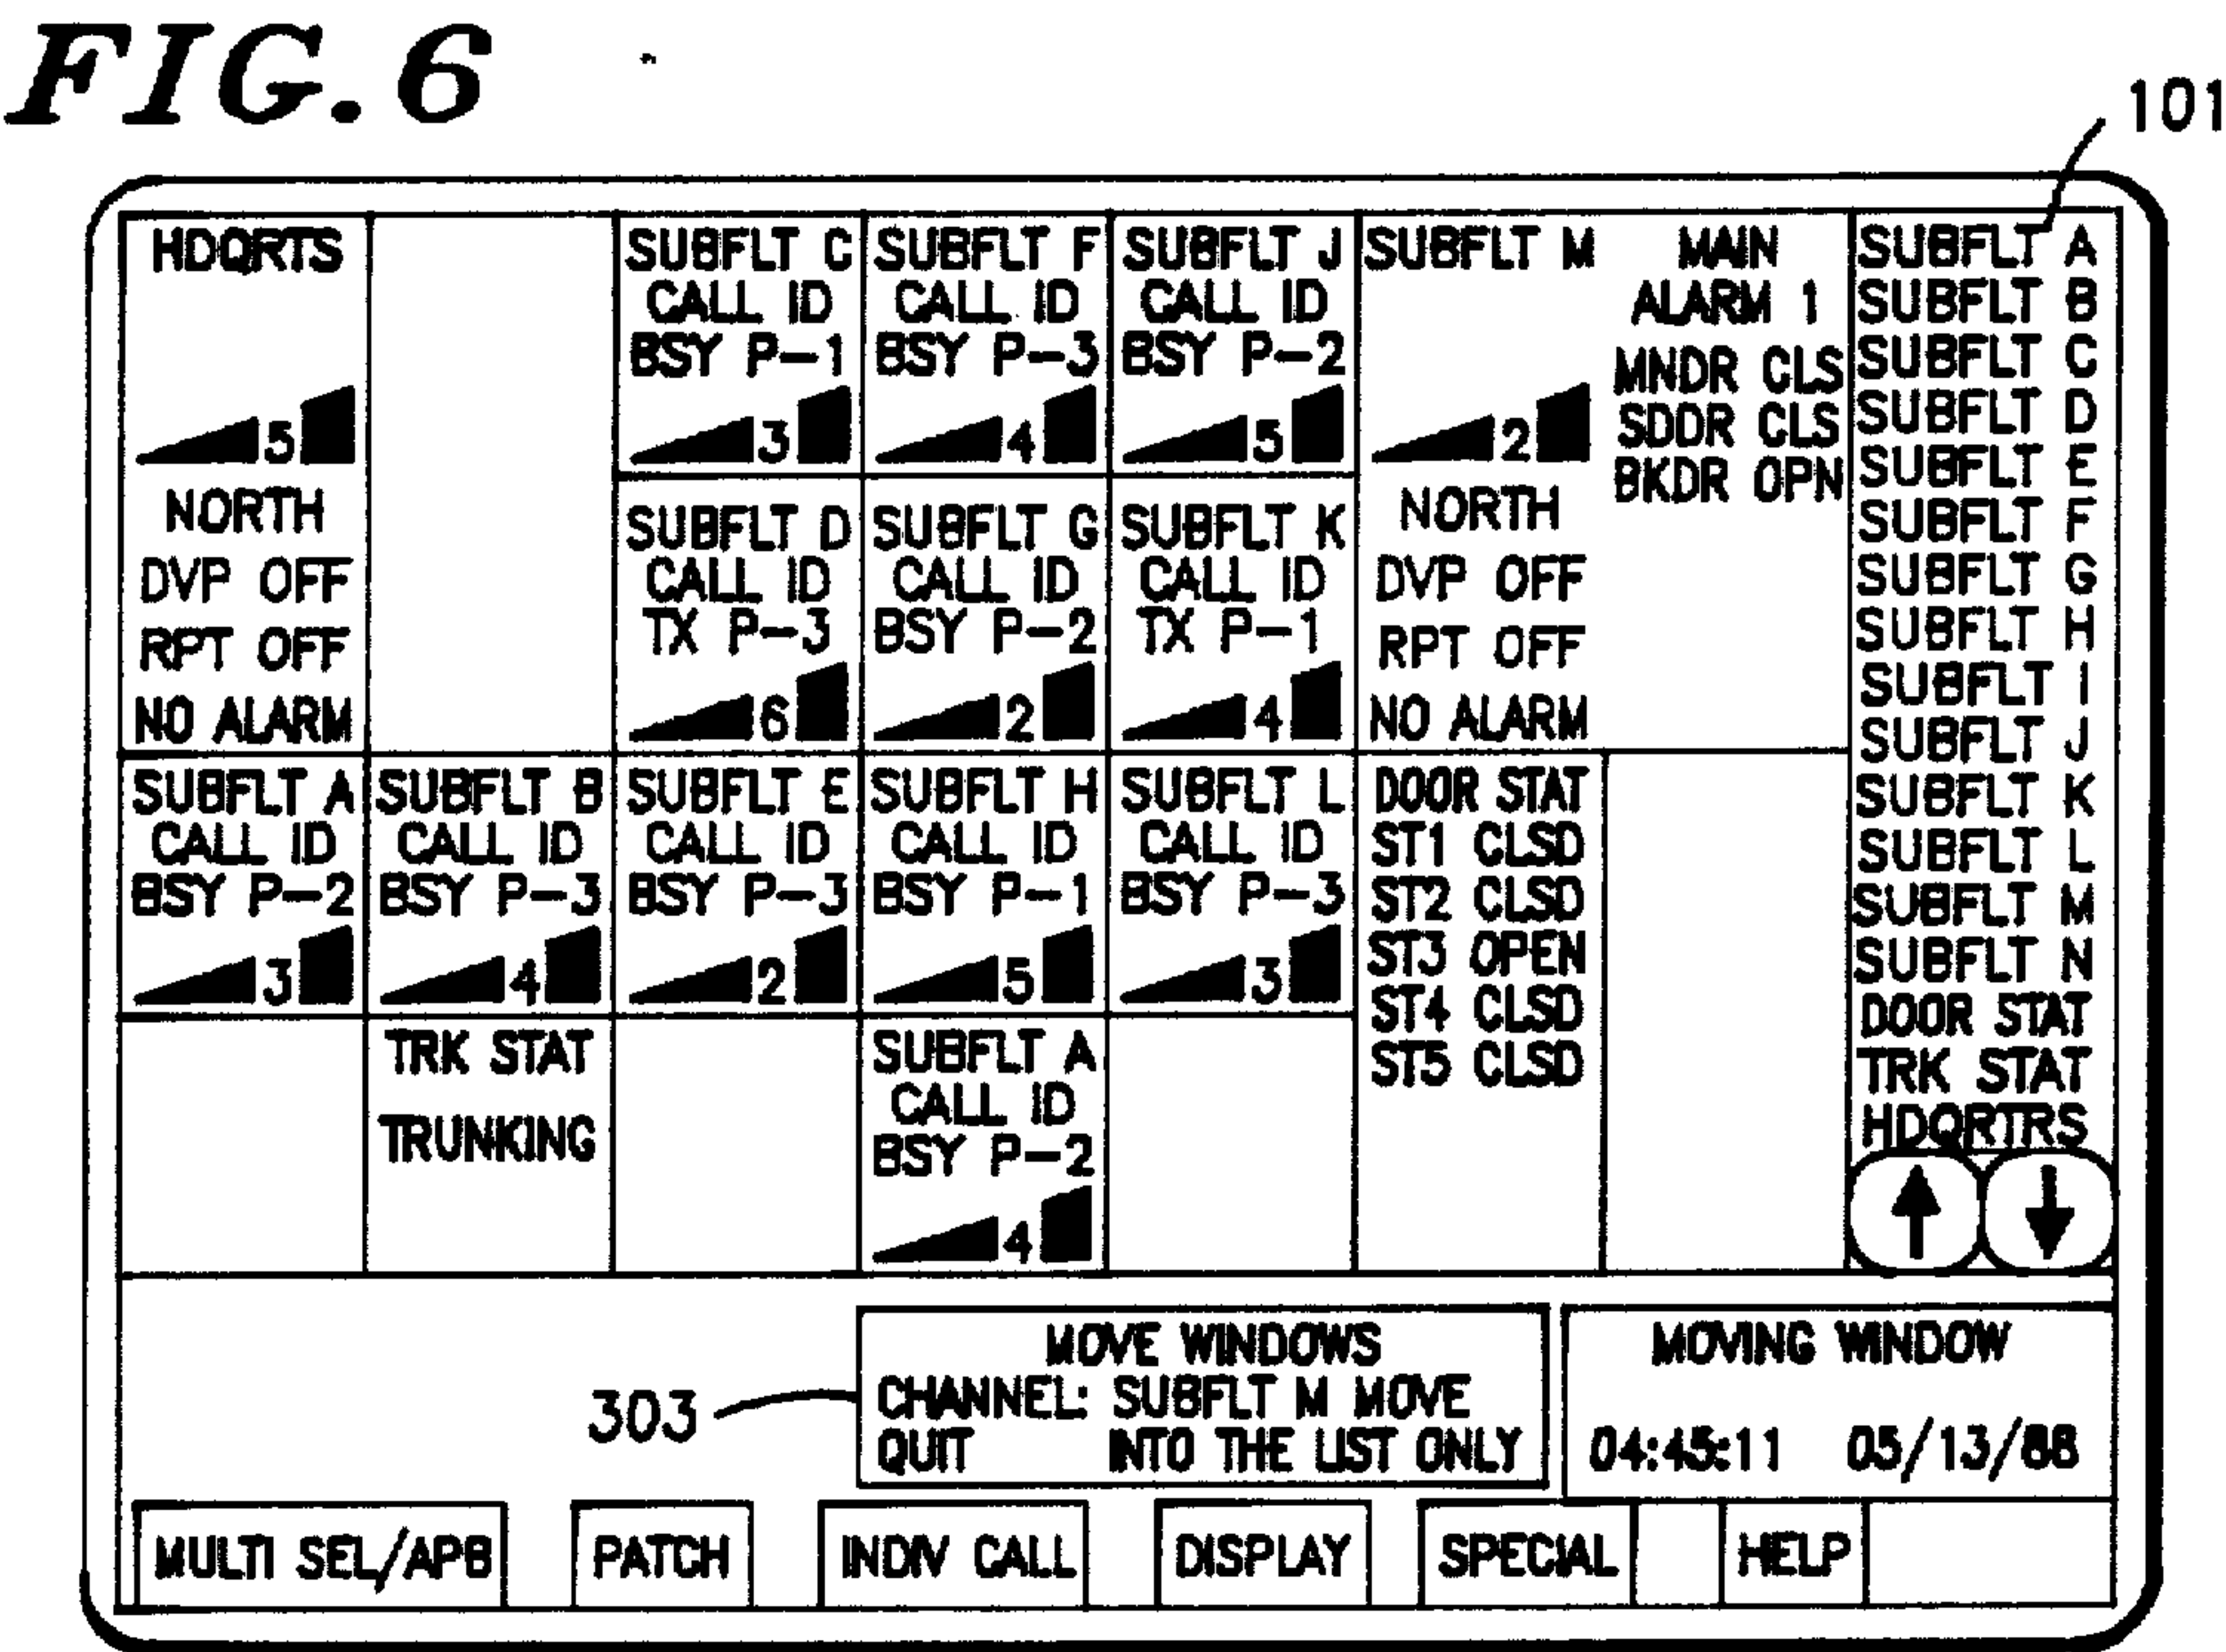 FIG.6
101
HDQRTS
5
NORTH
DVP OFF
RPT OFF
NO ALARM
SUBFLT C
CALL ID
BSY P-1
3
SUBFLT F
CALL ID
BSY P-3
4
SUBFLT J
CALL ID
BSY P-2
5
SUBFLT M
2
NORTH
DVP OFF
RPT OFF
NO ALARM
MAIN
ALARM 1
MNDR CLS
SDDR CLS
BKDR OPN
SUBFLT D
CALL ID
TX P-3
6
SUBFLT G
CALL ID
BSY P-2
2
SUBFLT K
CALL ID
TX P-1
4
SUBFLT A
CALL ID
BSY P-2
3
SUBFLT B
CALL ID
BSY P-3
4
SUBFLT E
CALL ID
BSY P-3
2
SUBFLT H
CALL ID
BSY P-1
5
SUBFLT L
CALL ID
BSY P-3
3
DOOR STAT
ST1 CLSD
ST2 CLSD
ST3 OPEN
ST4 CLSD
ST5 CLSD
TRK STAT
TRUNKING
SUBFLT A
CALL ID
BSY P-2
4
SUBFLT A
SUBFLT B
SUBFLT C
SUBFLT D
SUBFLT E
SUBFLT F
SUBFLT G
SUBFLT H
SUBFLT I
SUBFLT J
SUBFLT K
SUBFLT L
SUBFLT M
SUBFLT N
DOOR STAT
TRK STAT
HDQRTRS
303
MOVE WINDOWS
CHANNEL: SUBFLT M MOVE
QUIT INTO THE LIST ONLY
MOVING WINDOW
04:45:11 05/13/88
MULTI SEL/APB
PATCH
INDIV CALL
DISPLAY
SPECIAL
HELP